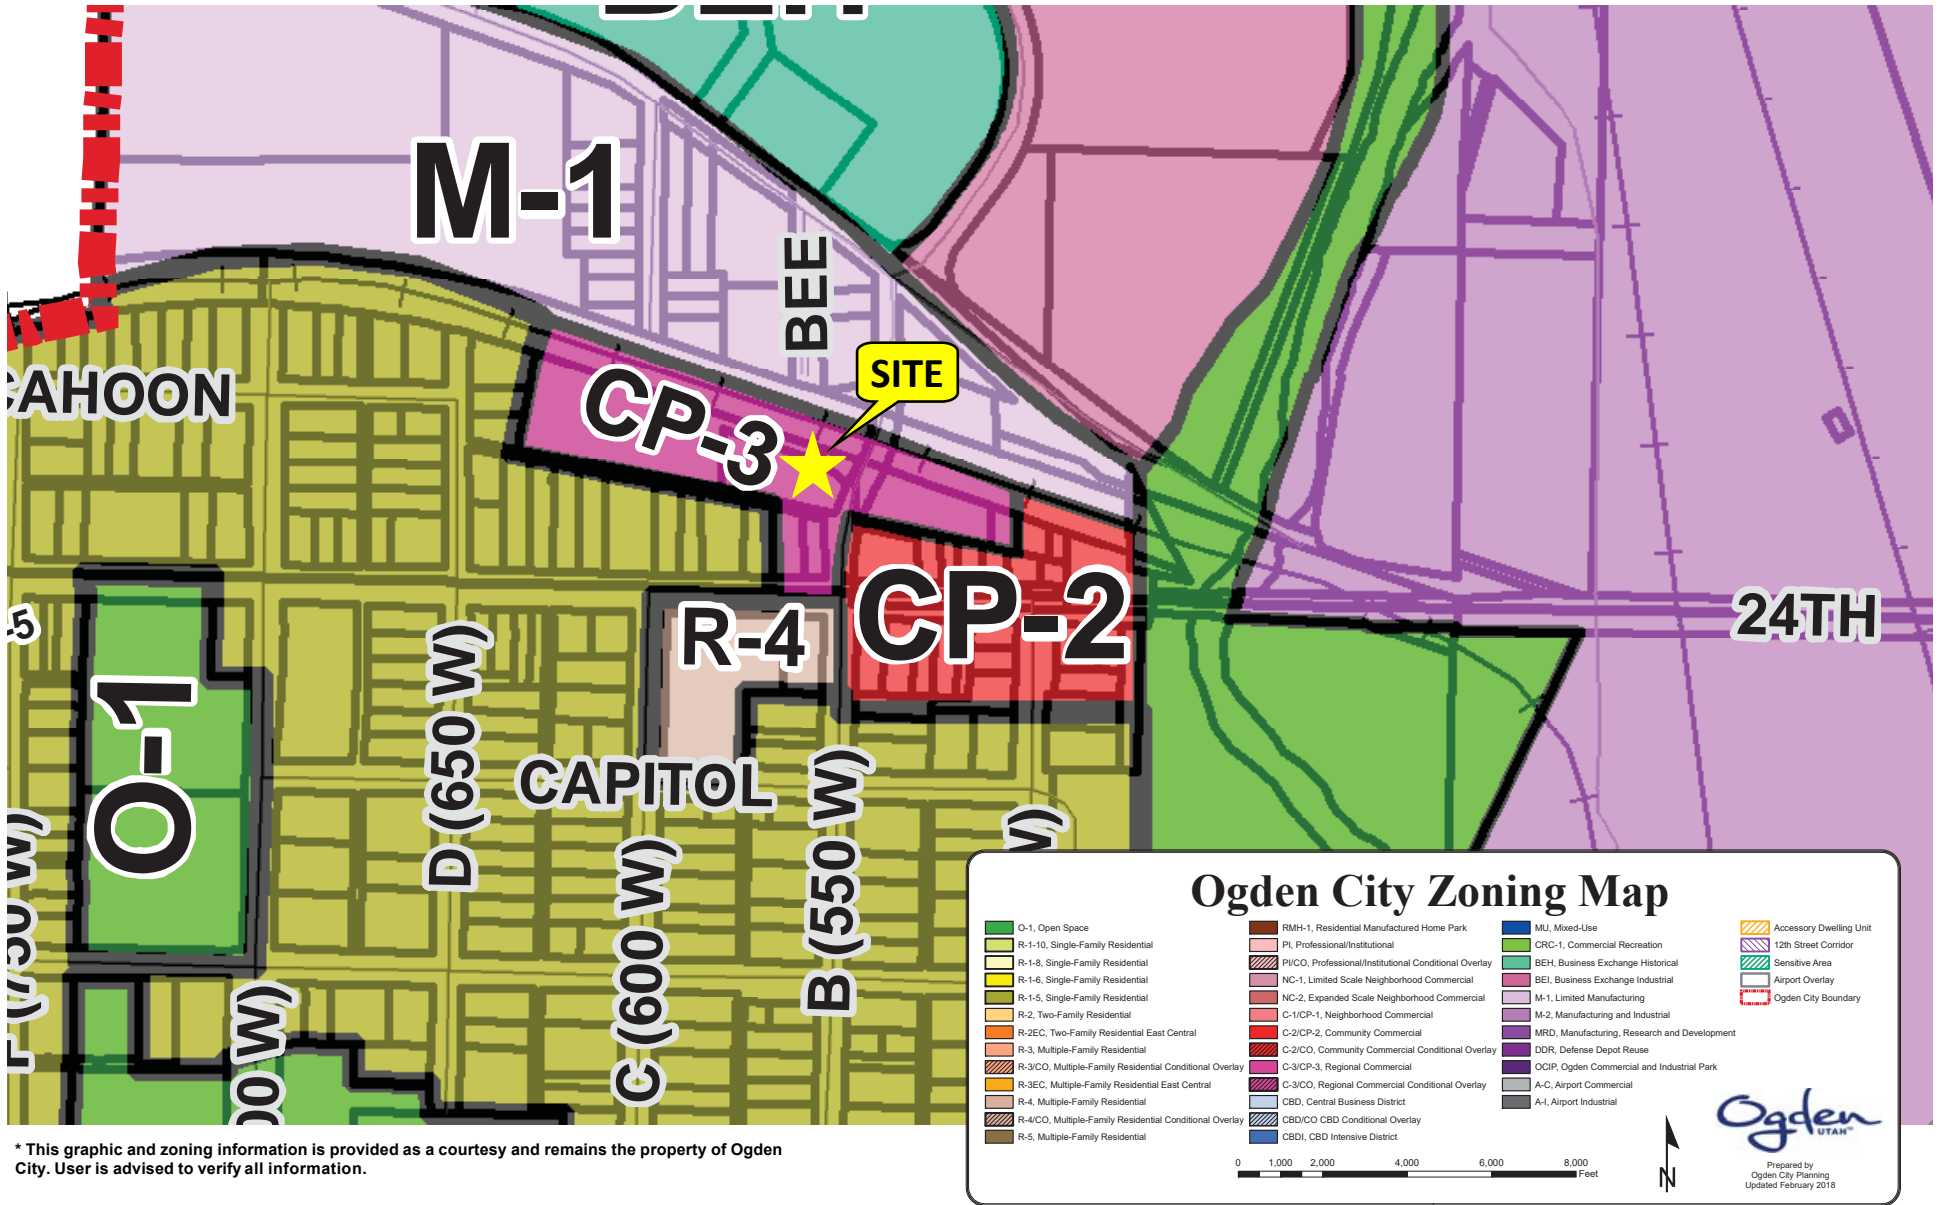 BEH
M-1
BEE
SITE
CAHOON
CP-3
24TH
CP-2
R-4
-5
O-1
D (650 W)
CAPITOL
B (550 W)
C (600 W)
W)
F (750 W)
00 W)
Ogden City Zoning Map
O-1, Open Space
R-1-10, Single-Family Residential
R-1-8, Single-Family Residential
R-1-6, Single-Family Residential
R-1-5, Single-Family Residential
R-2, Two-Family Residential
R-2EC, Two-Family Residential East Central
R-3, Multiple-Family Residential
R-3/CO, Multiple-Family Residential Conditional Overlay
R-3EC, Multiple-Family Residential East Central
R-4, Multiple-Family Residential
R-4/CO, Multiple-Family Residential Conditional Overlay
R-5, Multiple-Family Residential
RMH-1, Residential Manufactured Home Park
PI, Professional/Institutional
PI/CO, Professional/Institutional Conditional Overlay
NC-1, Limited Scale Neighborhood Commercial
NC-2, Expanded Scale Neighborhood Commercial
C-1/CP-1, Neighborhood Commercial
C-2/CP-2, Community Commercial
C-2/CO, Community Commercial Conditional Overlay
C-3/CP-3, Regional Commercial
C-3/CO, Regional Commercial Conditional Overlay
CBD, Central Business District
CBD/CO CBD Conditional Overlay
CBDI, CBD Intensive District
MU, Mixed-Use
CRC-1, Commercial Recreation
BEH, Business Exchange Historical
BEI, Business Exchange Industrial
M-1, Limited Manufacturing
M-2, Manufacturing and Industrial
MRD, Manufacturing, Research and Development
DDR, Defense Depot Reuse
OCIP, Ogden Commercial and Industrial Park
A-C, Airport Commercial
A-I, Airport Industrial
Accessory Dwelling Unit
12th Street Corridor
Sensitive Area
Airport Overlay
Ogden City Boundary
0 1,000 2,000 4,000 6,000 8,000
Feet
N
Ogden
UTAH™
Prepared by
Ogden City Planning
Updated February 2018
* This graphic and zoning information is provided as a courtesy and remains the property of Ogden
City. User is advised to verify all information.